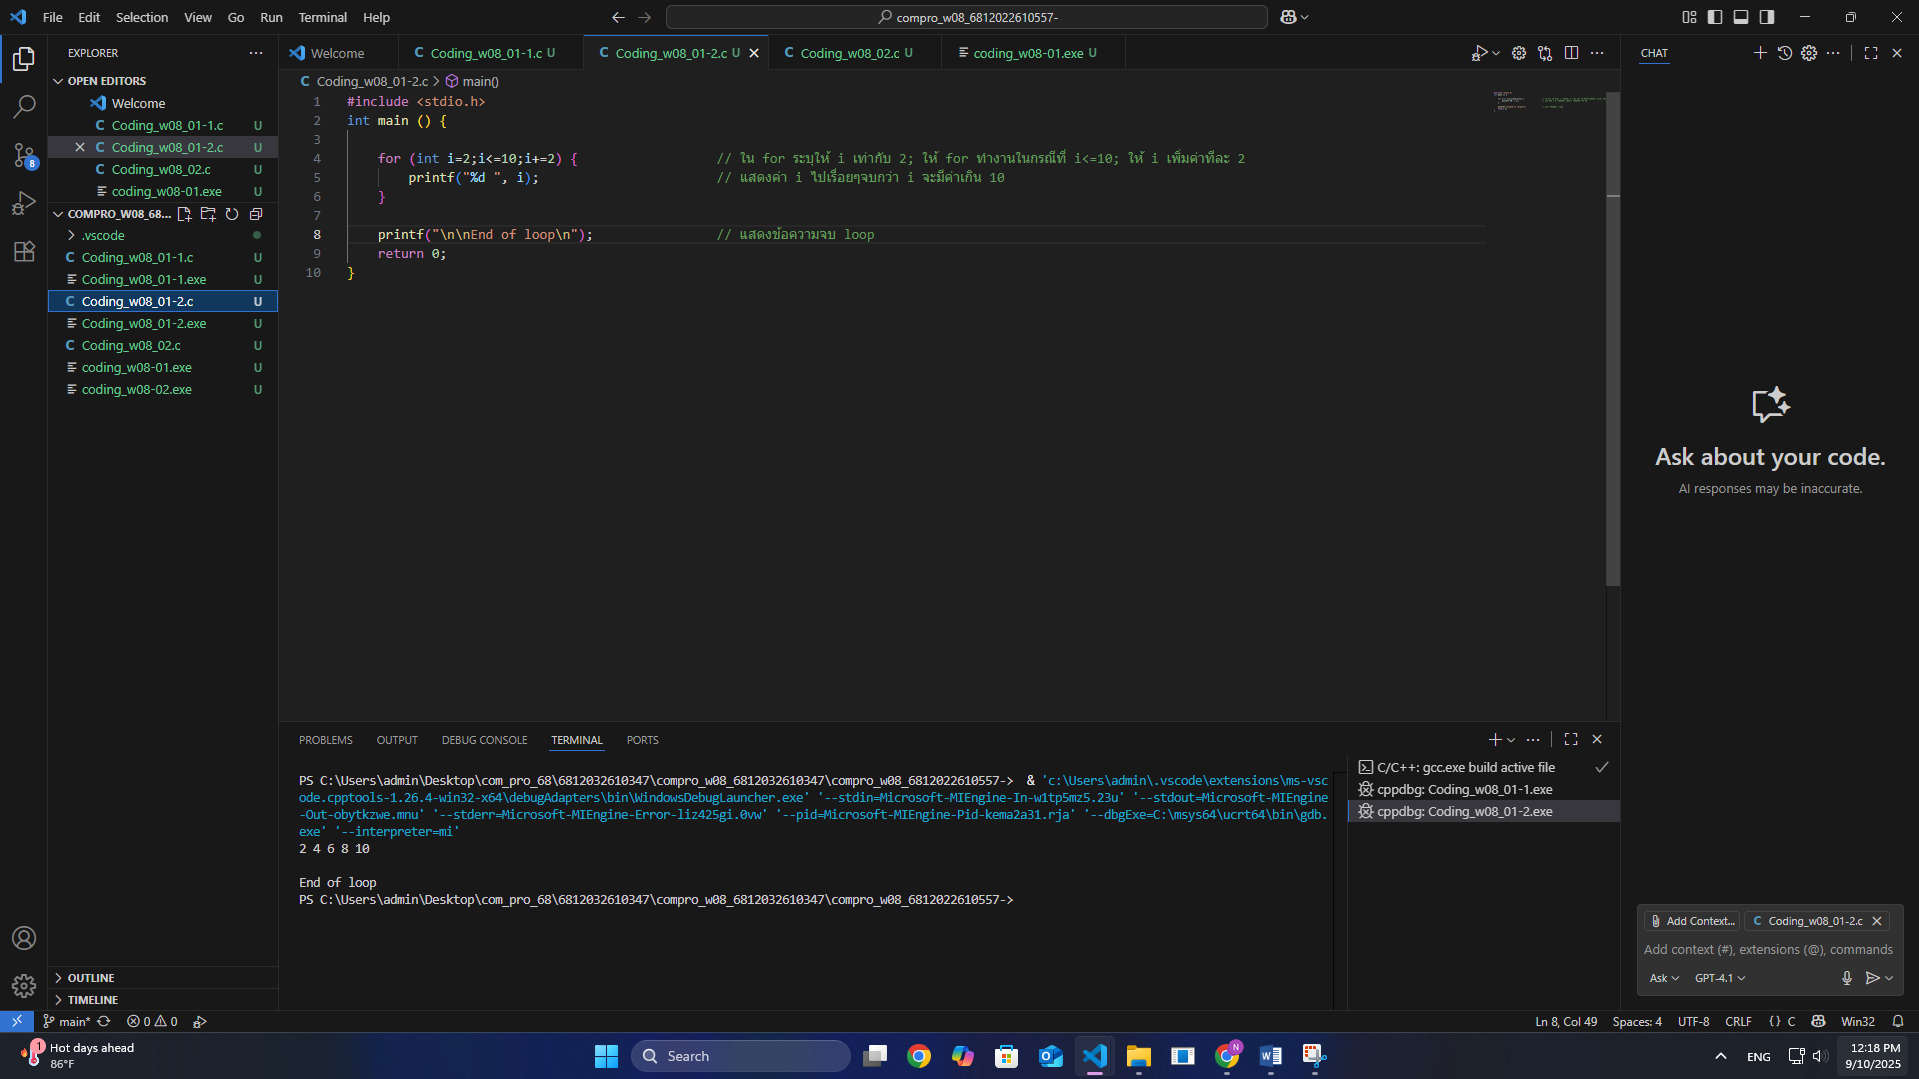 File Edit Selection View Go Run Terminal Help
compro_w08_6812022610557-
EXPLORER
OPEN EDITORS
Welcome
Coding_w08_01-1.c U
Coding_w08_01-2.c U
Coding_w08_02.c U
coding_w08-01.exe U
COMPRO_W08_68...
.vscode
Coding_w08_01-1.c U
Coding_w08_01-1.exe U
Coding_w08_01-2.c U
Coding_w08_01-2.exe U
Coding_w08_02.c U
coding_w08-01.exe U
coding_w08-02.exe U
OUTLINE
TIMELINE
8
Welcome C Coding_w08_01-1.c U C Coding_w08_01-2.c U C Coding_w08_02.c U coding_w08-01.exe U
C Coding_w08_01-2.c > main()
1 #include <stdio.h>
2 int main () {
3
4 for (int i=2;i<=10;i+=2) { // ใน for ระบุให้ i เท่ากับ 2; ให้ for ทำงานในกรณีที่ i<=10; ให้ i เพิ่มค่าทีละ 2
5 printf("%d ", i); // แสดงค่า i ไปเรื่อยๆจบกว่า i จะมีค่าเกิน 10
6 }
7
8 printf("\n\nEnd of loop\n"); // แสดงข้อความจบ loop
9 return 0;
10 }
PROBLEMS OUTPUT DEBUG CONSOLE TERMINAL PORTS
PS C:\Users\admin\Desktop\com_pro_68\6812032610347\compro_w08_6812032610347\compro_w08_6812022610557-> & 'c:\Users\admin\.vscode\extensions\ms-vsc
ode.cpptools-1.26.4-win32-x64\debugAdapters\bin\WindowsDebugLauncher.exe' '--stdin=Microsoft-MIEngine-In-w1tp5mz5.23u' '--stdout=Microsoft-MIEngine
-Out-obytkzwe.mnu' '--stderr=Microsoft-MIEngine-Error-liz425gi.0vw' '--pid=Microsoft-MIEngine-Pid-kema2a31.rja' '--dbgExe=C:\msys64\ucrt64\bin\gdb.
exe' '--interpreter=mi'
2 4 6 8 10
End of loop
PS C:\Users\admin\Desktop\com_pro_68\6812032610347\compro_w08_6812032610347\compro_w08_6812022610557->
C/C++: gcc.exe build active file
cppdbg: Coding_w08_01-1.exe
cppdbg: Coding_w08_01-2.exe
CHAT
Ask about your code.
AI responses may be inaccurate.
Add Context... C Coding_w08_01-2.c
Add context (#), extensions (@), commands
Ask GPT-4.1
main* 0 0
Ln 8, Col 49 Spaces: 4 UTF-8 CRLF {} C Win32
1 Hot days ahead
86°F
Search
N
ENG
12:18 PM
9/10/2025